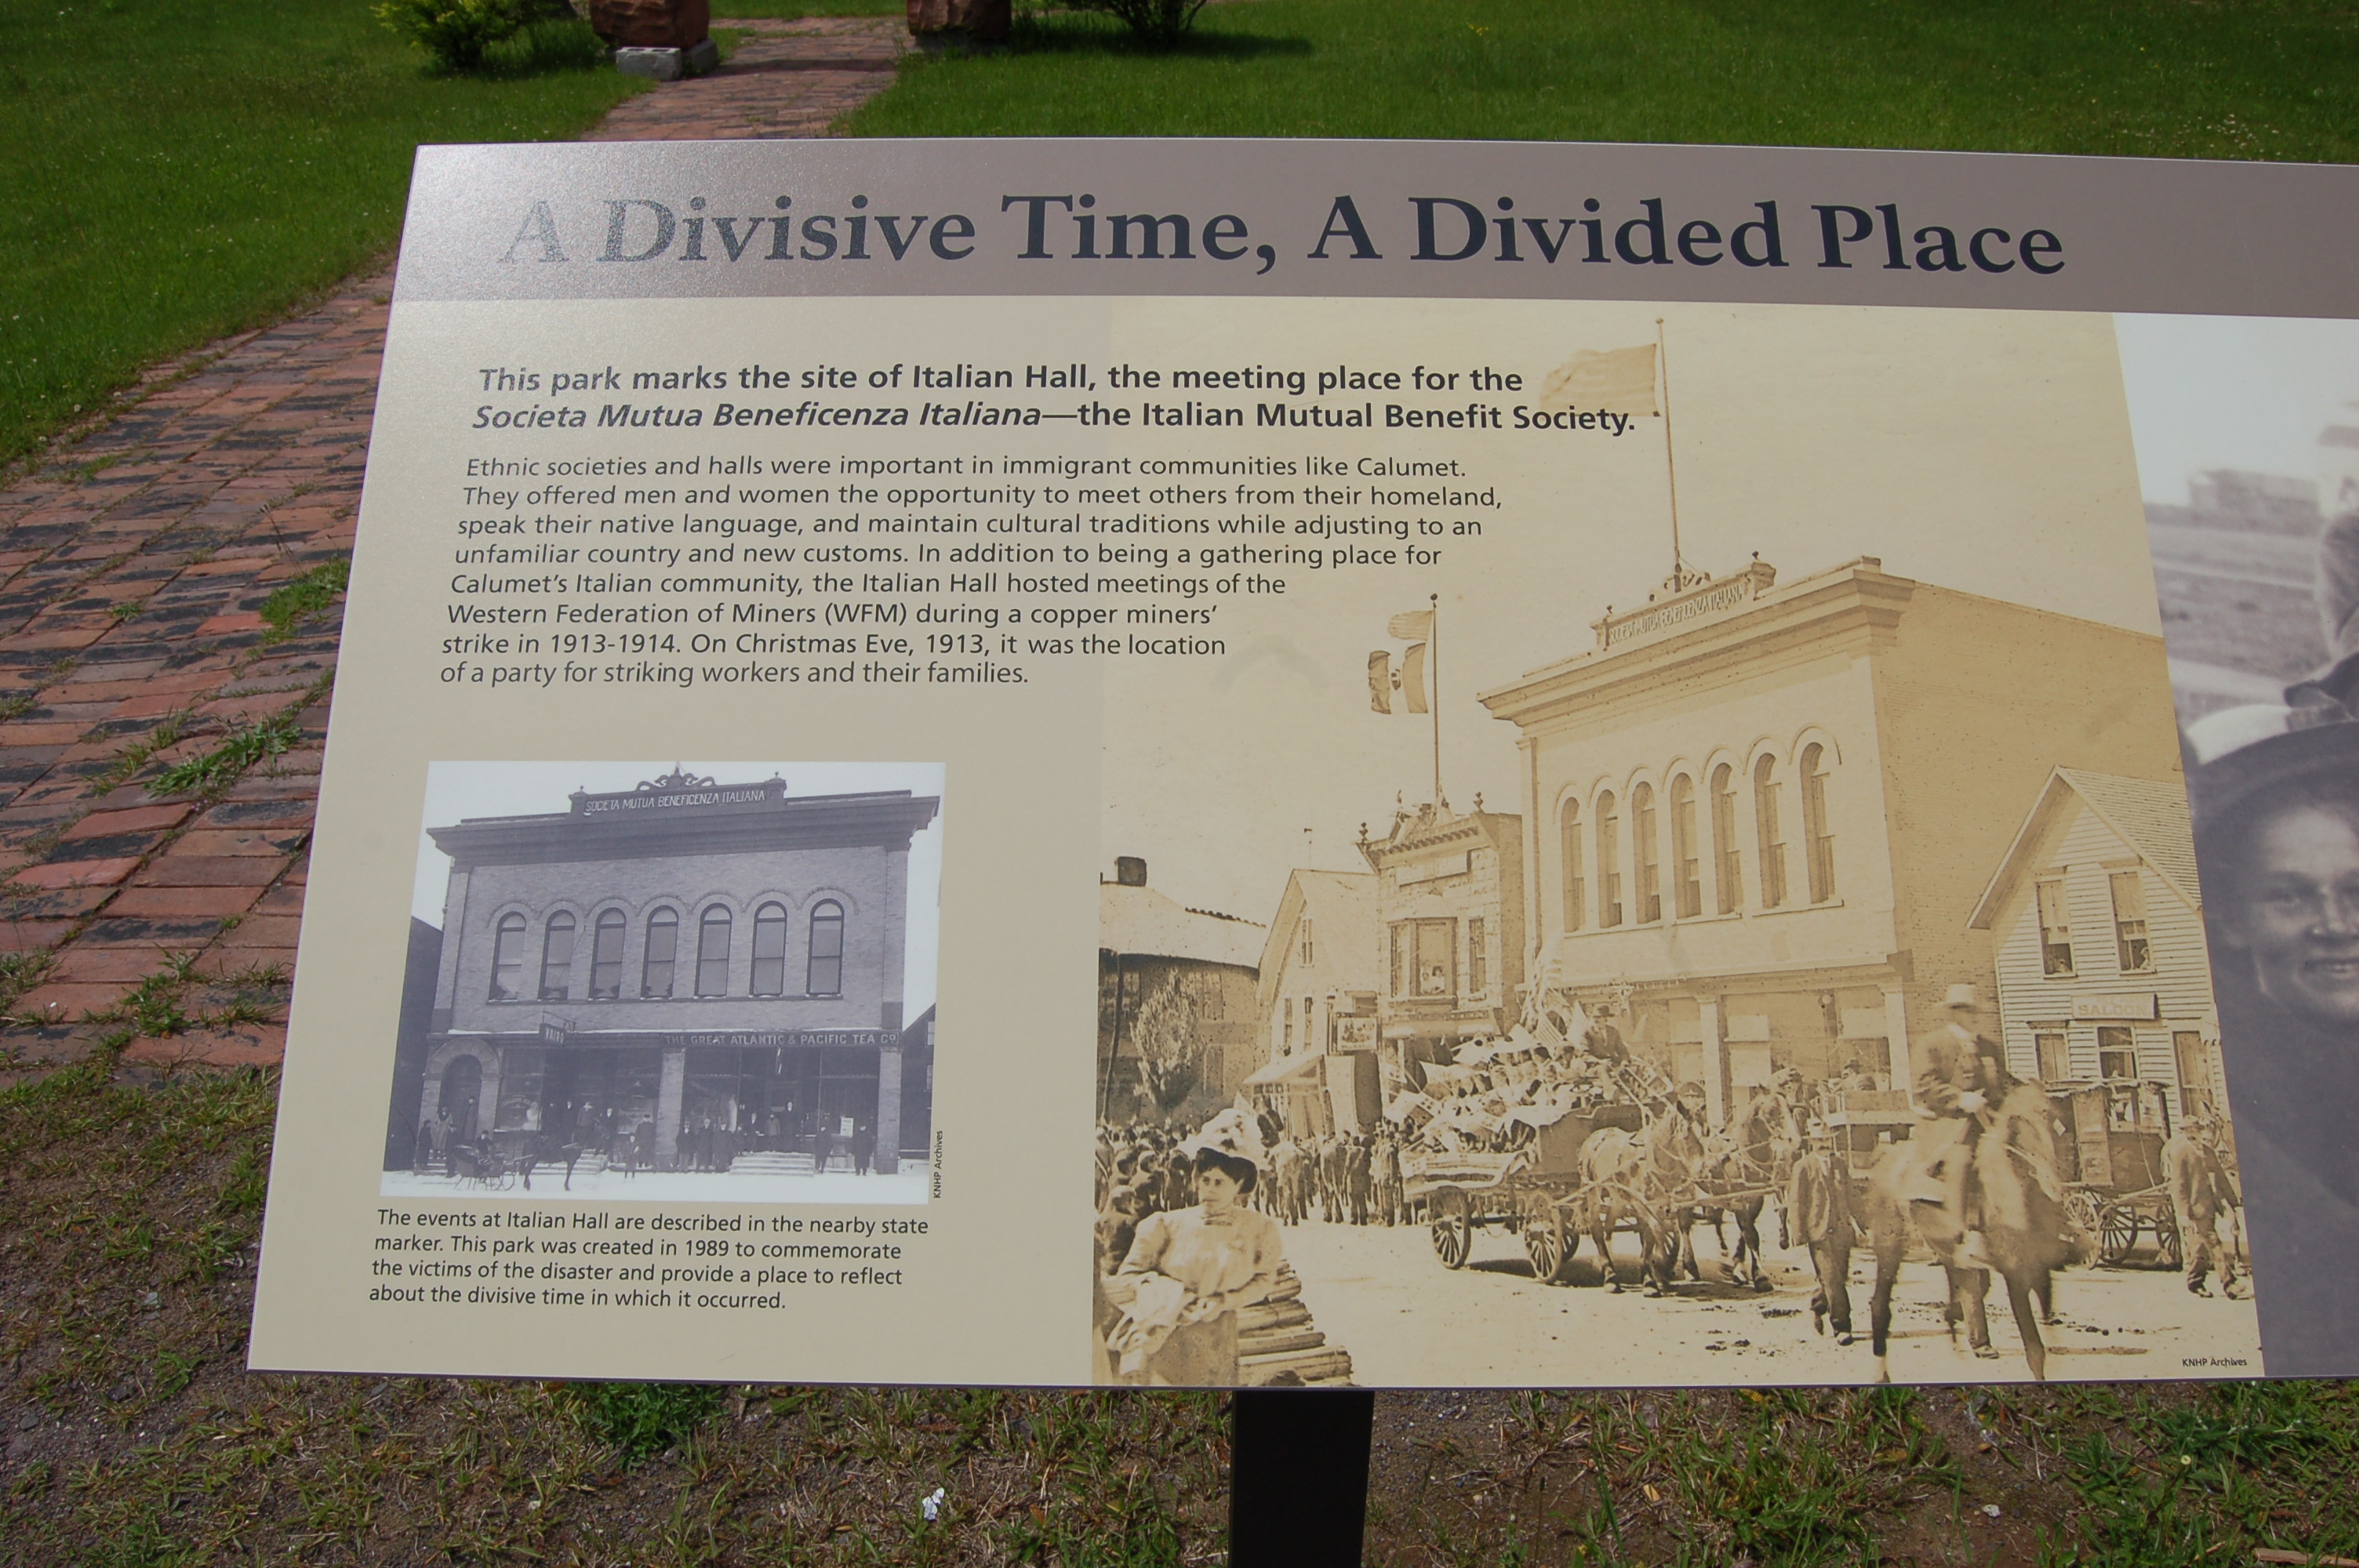 A Divisive Time, A Divided Place
This park marks the site of Italian Hall, the meeting place for the
Societa Mutua Beneficenza Italiana—the Italian Mutual Benefit Society.
Ethnic societies and halls were important in immigrant communities like Calumet.
They offered men and women the opportunity to meet others from their homeland,
speak their native language, and maintain cultural traditions while adjusting to an
unfamiliar country and new customs. In addition to being a gathering place for
Calumet's Italian community, the Italian Hall hosted meetings of the
Western Federation of Miners (WFM) during a copper miners'
strike in 1913-1914. On Christmas Eve, 1913, it was the location
of a party for striking workers and their families.
SOCIETA MUTUA BENEFICENZA ITALIANA
THE GREAT ATLANTIC & PACIFIC TEA CO
KNHP Archives
The events at Italian Hall are described in the nearby state
marker. This park was created in 1989 to commemorate
the victims of the disaster and provide a place to reflect
about the divisive time in which it occurred.
SOCIETA MUTUA BENEFICENZA ITALIANA
SALOON
KNHP Archives